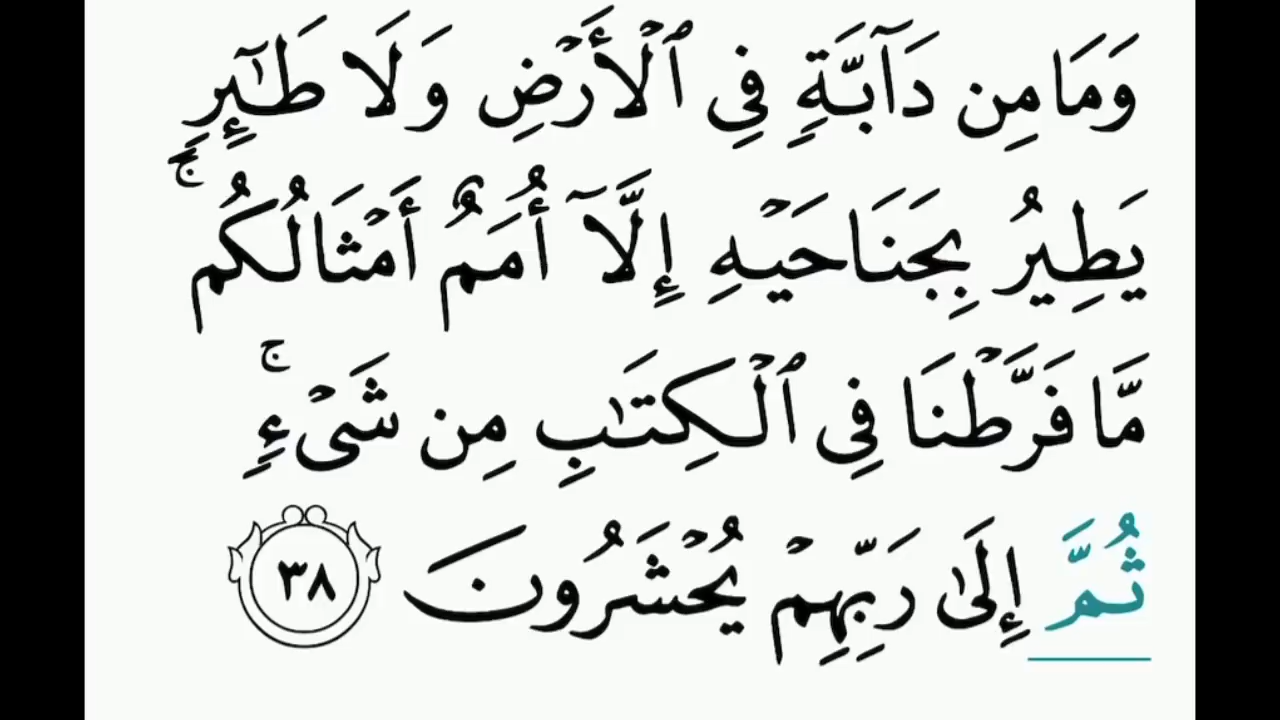 وَمَا مِن دَآبَّةٍ فِي ٱلْأَرْضِ وَلَا طَـٰٓئِرٍ
يَطِيرُ بِجَنَاحَيْهِ إِلَّآ أُمَمٌ أَمْثَالُكُم ۚ
مَّا فَرَّطْنَا فِي ٱلْكِتَـٰبِ مِن شَىْءٍ ۚ
ثُمَّ إِلَىٰ رَبِّهِمْ يُحْشَرُونَ ٣٨